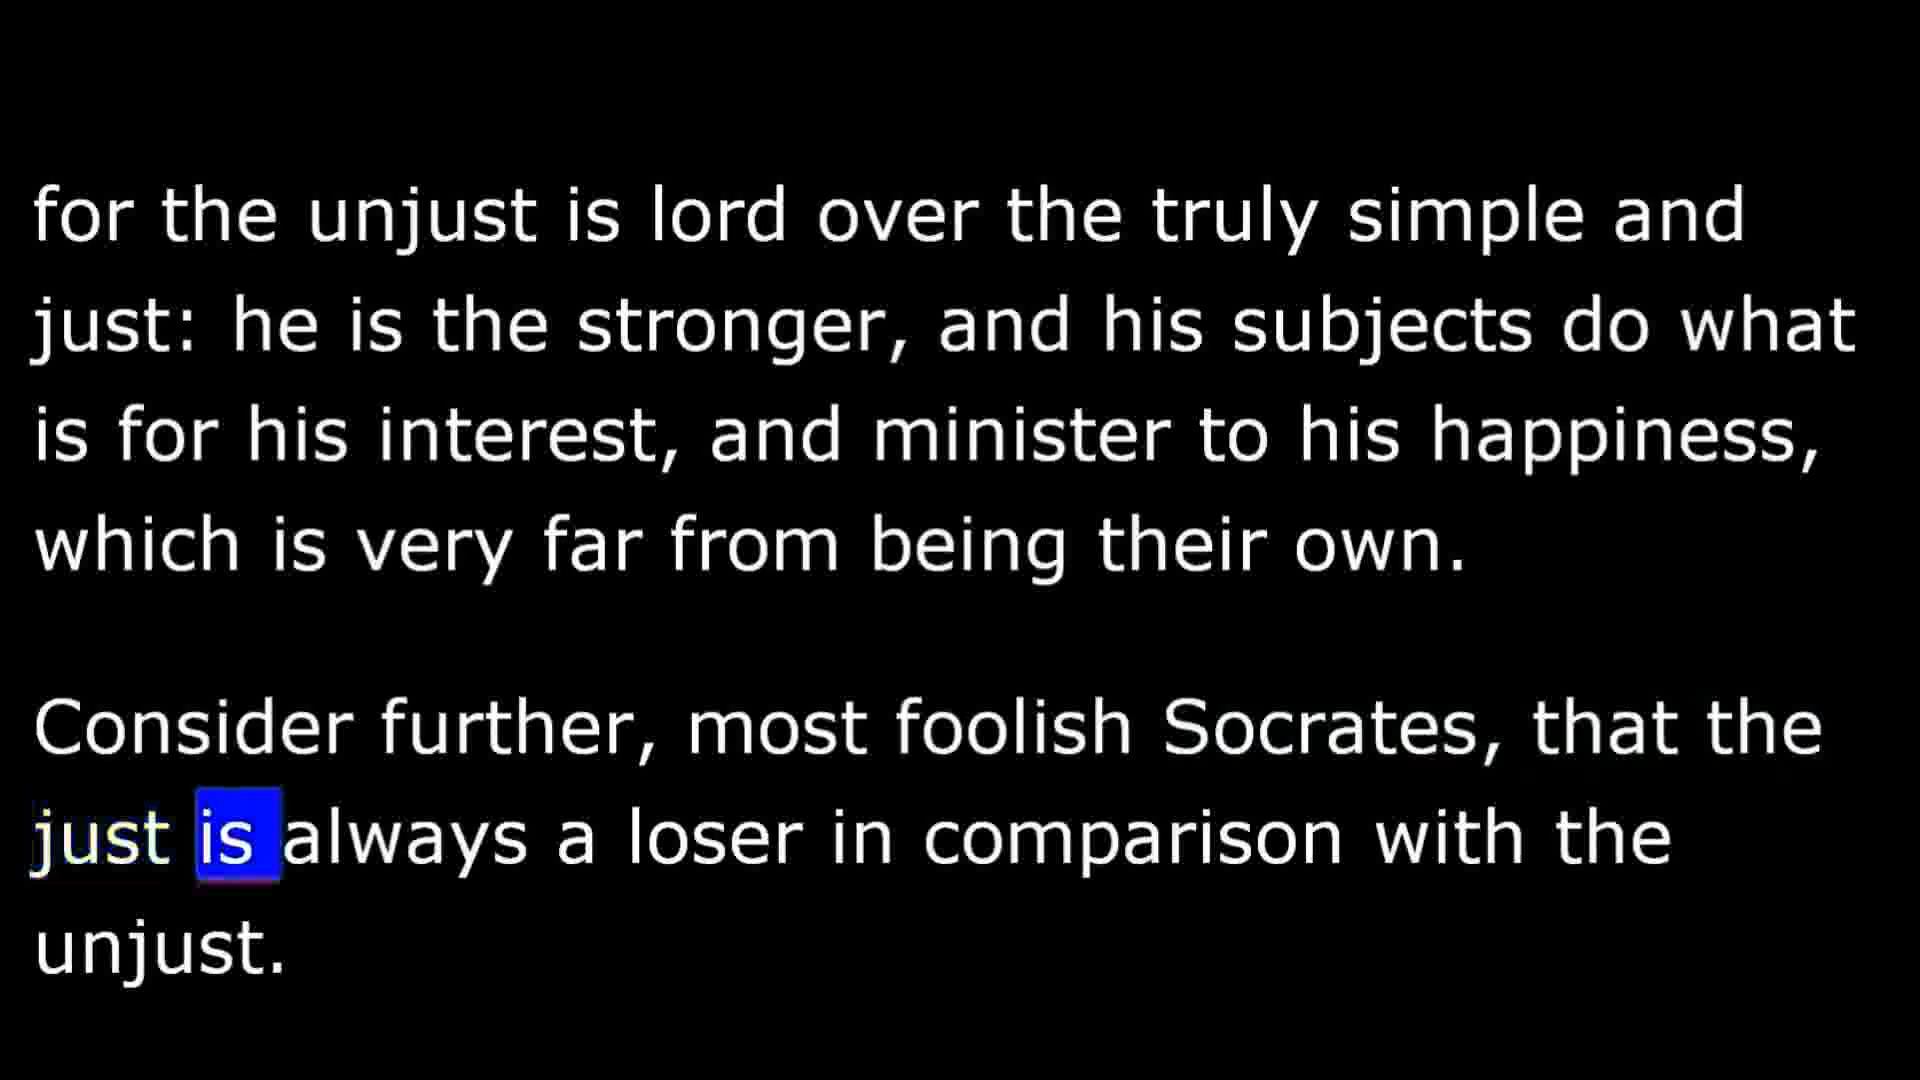 for the unjust is lord over the truly simple and
just: he is the stronger, and his subjects do what
is for his interest, and minister to his happiness,
which is very far from being their own.
Consider further, most foolish Socrates, that the
just is always a loser in comparison with the
unjust.